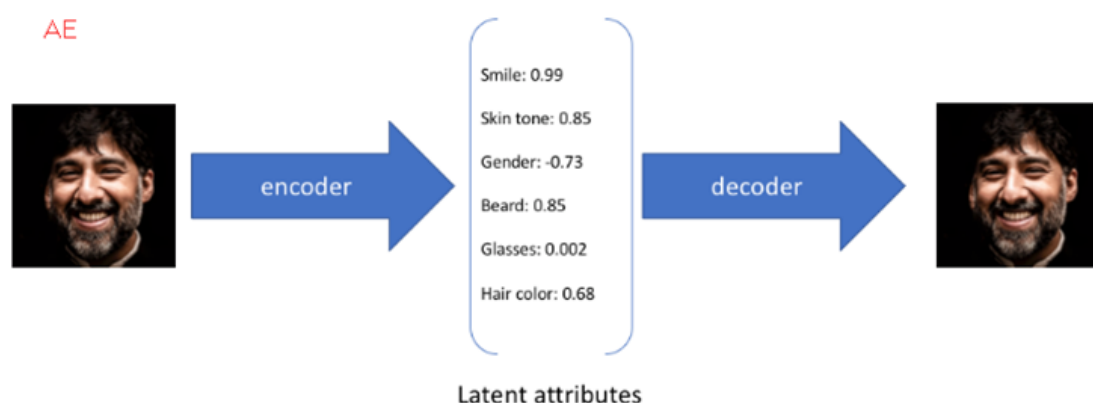 AE
Smile: 0.99
Skin tone: 0.85
Gender: -0.73
Beard: 0.85
Glasses: 0.002
Hair color: 0.68
encoder
decoder
Latent attributes